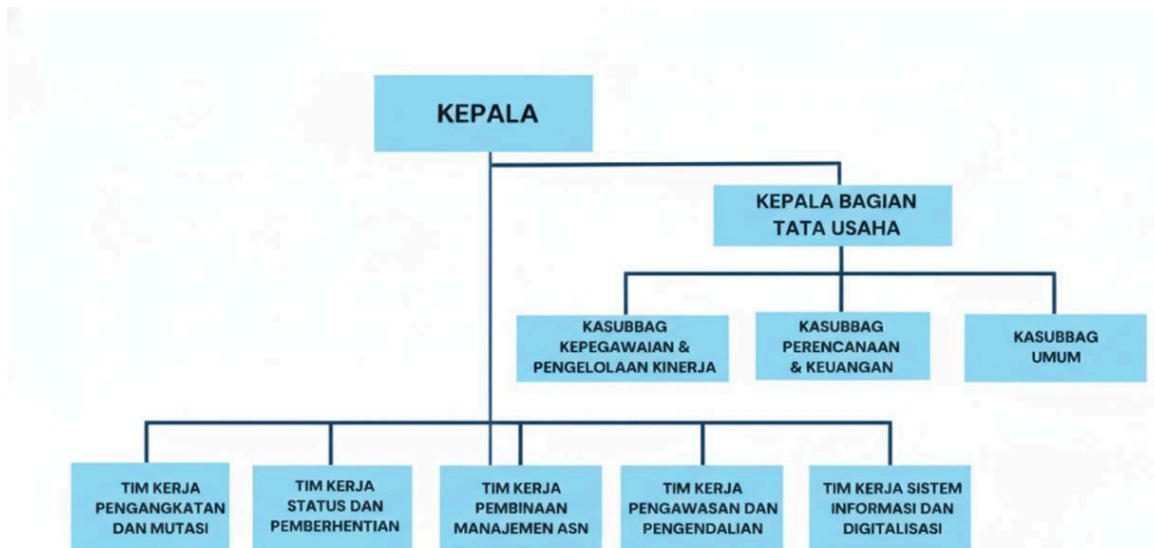 KEPALA
KEPALA BAGIAN
TATA USAHA
KASUBBAG
KEPEGAWAIAN &
PENGELOLAAN KINERJA
KASUBBAG
PERENCANAAN
& KEUANGAN
KASUBBAG
UMUM
TIM KERJA
PENGANGKATAN
DAN MUTASI
TIM KERJA
STATUS DAN
PEMBERHENTIAN
TIM KERJA
PEMBINAAN
MANAJEMEN ASN
TIM KERJA
PENGAWASAN DAN
PENGENDALIAN
TIM KERJA SISTEM
INFORMASI DAN
DIGITALISASI